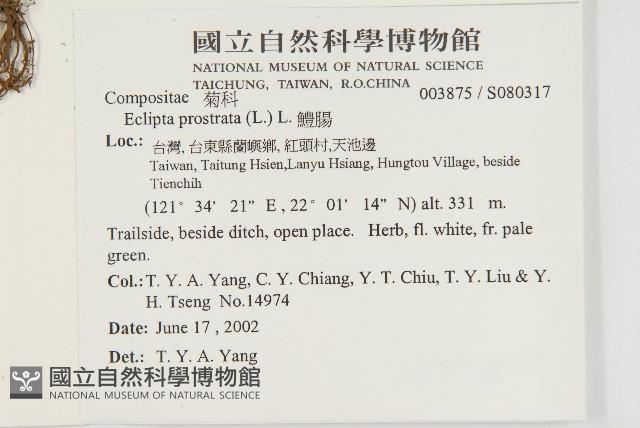 國立自然科學博物館
NATIONAL MUSEUM OF NATURAL SCIENCE
TAICHUNG, TAIWAN, R.O.CHINA
Compositae 菊科 003875 / S080317
Eclipta prostrata (L.) L. 鱧腸
Loc.: 台灣, 台東縣蘭嶼鄉, 紅頭村,天池邊
Taiwan, Taitung Hsien,Lanyu Hsiang, Hungtou Village, beside
Tienchih
(121° 34' 21" E , 22° 01' 14" N) alt. 331 m.
Trailside, beside ditch, open place. Herb, fl. white, fr. pale
green.
Col.: T. Y. A. Yang, C. Y. Chiang, Y. T. Chiu, T. Y. Liu & Y.
H. Tseng No.14974
Date: June 17 , 2002
Det.: T. Y. A. Yang
國立自然科學博物館
NATIONAL MUSEUM OF NATURAL SCIENCE